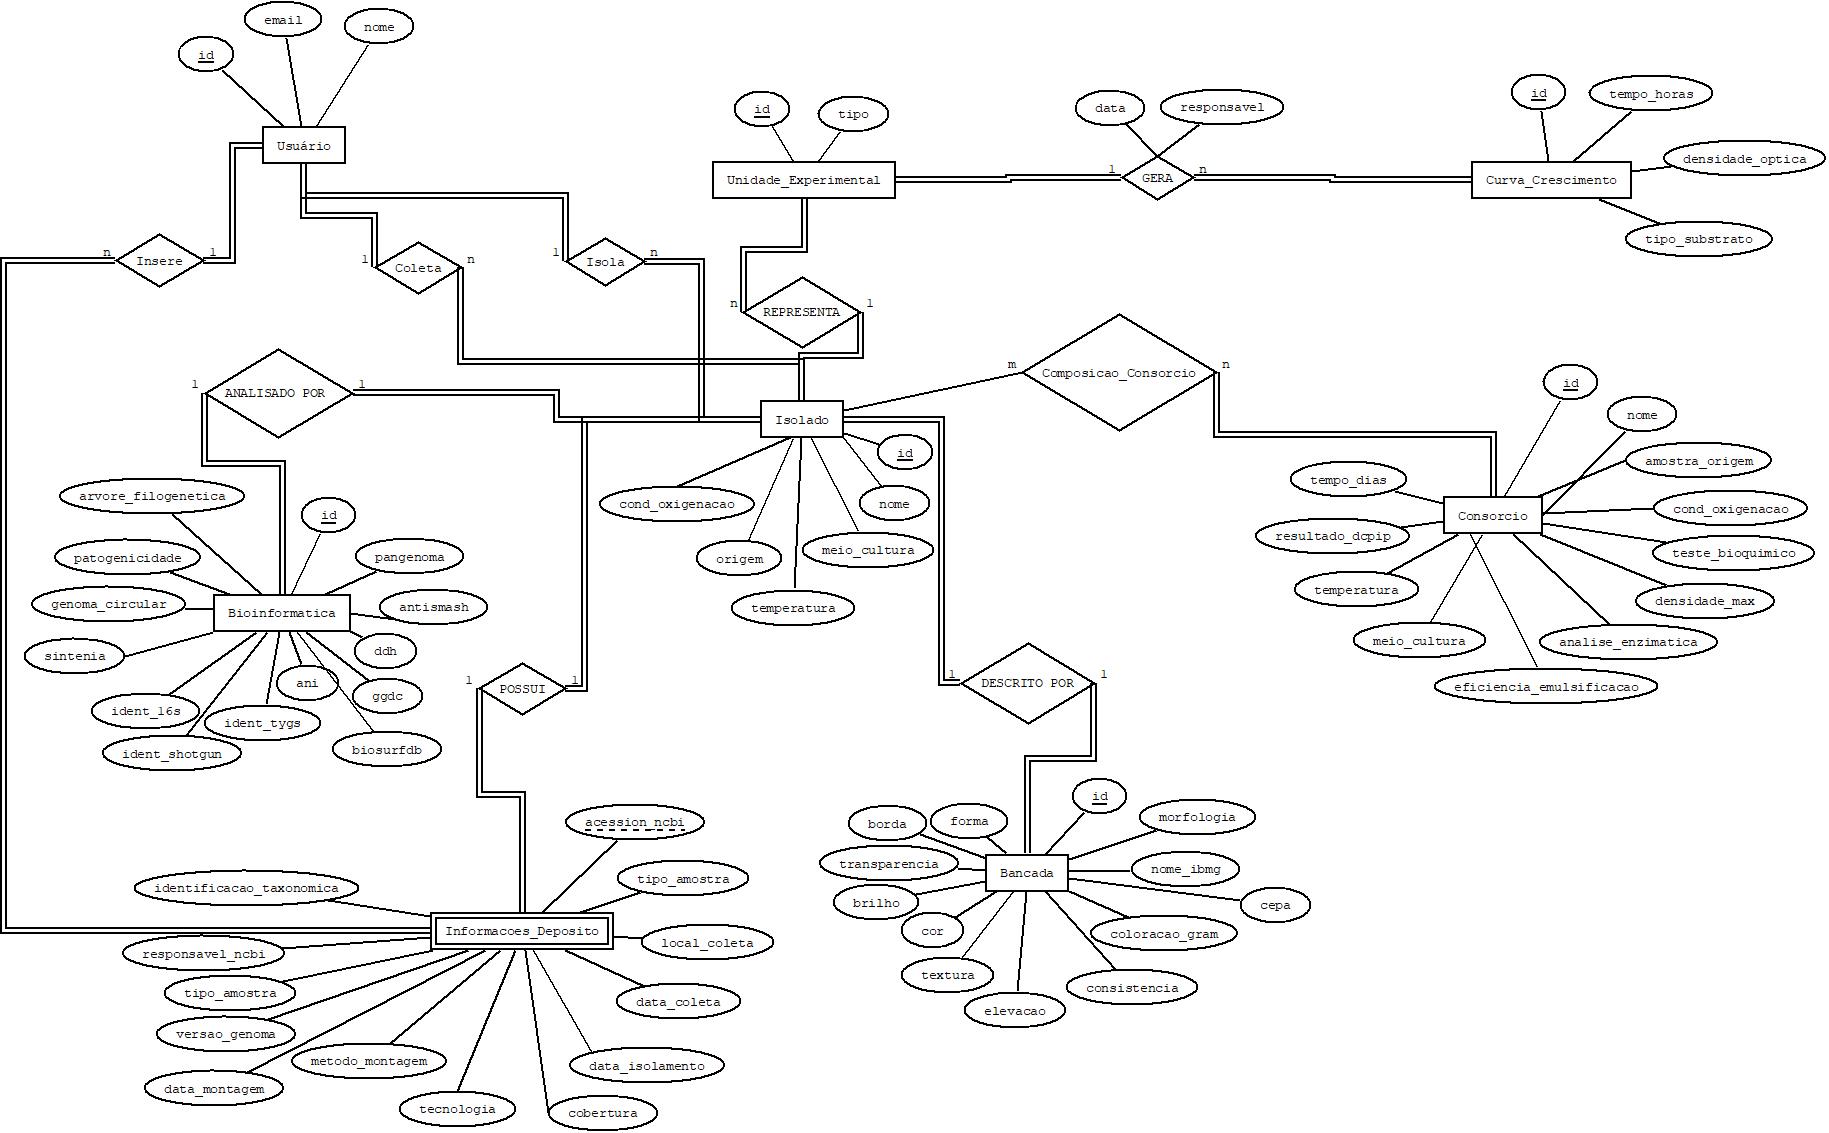 email
nome
id
Usuário
id
tipo
Unidade_Experimental
data
responsavel
1
GERA
n
id
tempo_horas
densidade_optica
Curva_Crescimento
tipo_substrato
n
Insere
1
1
Coleta
n
1
Isola
n
n
REPRESENTA
1
1
ANALISADO POR
1
m
Composicao_Consorcio
n
Isolado
id
nome
cond_oxigenacao
origem
meio_cultura
temperatura
id
nome
amostra_origem
tempo_dias
cond_oxigenacao
Consorcio
resultado_dcpip
teste_bioquimico
temperatura
densidade_max
meio_cultura
analise_enzimatica
eficiencia_emulsificacao
arvore_filogenetica
id
patogenicidade
pangenoma
genoma_circular
Bioinformatica
antismash
sintenia
ddh
ani
ggdc
ident_16s
ident_tygs
ident_shotgun
biosurfdb
1
POSSUI
1
1
DESCRITO POR
1
id
borda
forma
morfologia
transparencia
Bancada
nome_ibmg
brilho
cepa
cor
coloracao_gram
textura
consistencia
elevacao
acession_ncbi
identificacao_taxonomica
tipo_amostra
Informacoes_Deposito
local_coleta
responsavel_ncbi
tipo_amostra
data_coleta
versao_genoma
metodo_montagem
data_isolamento
data_montagem
tecnologia
cobertura